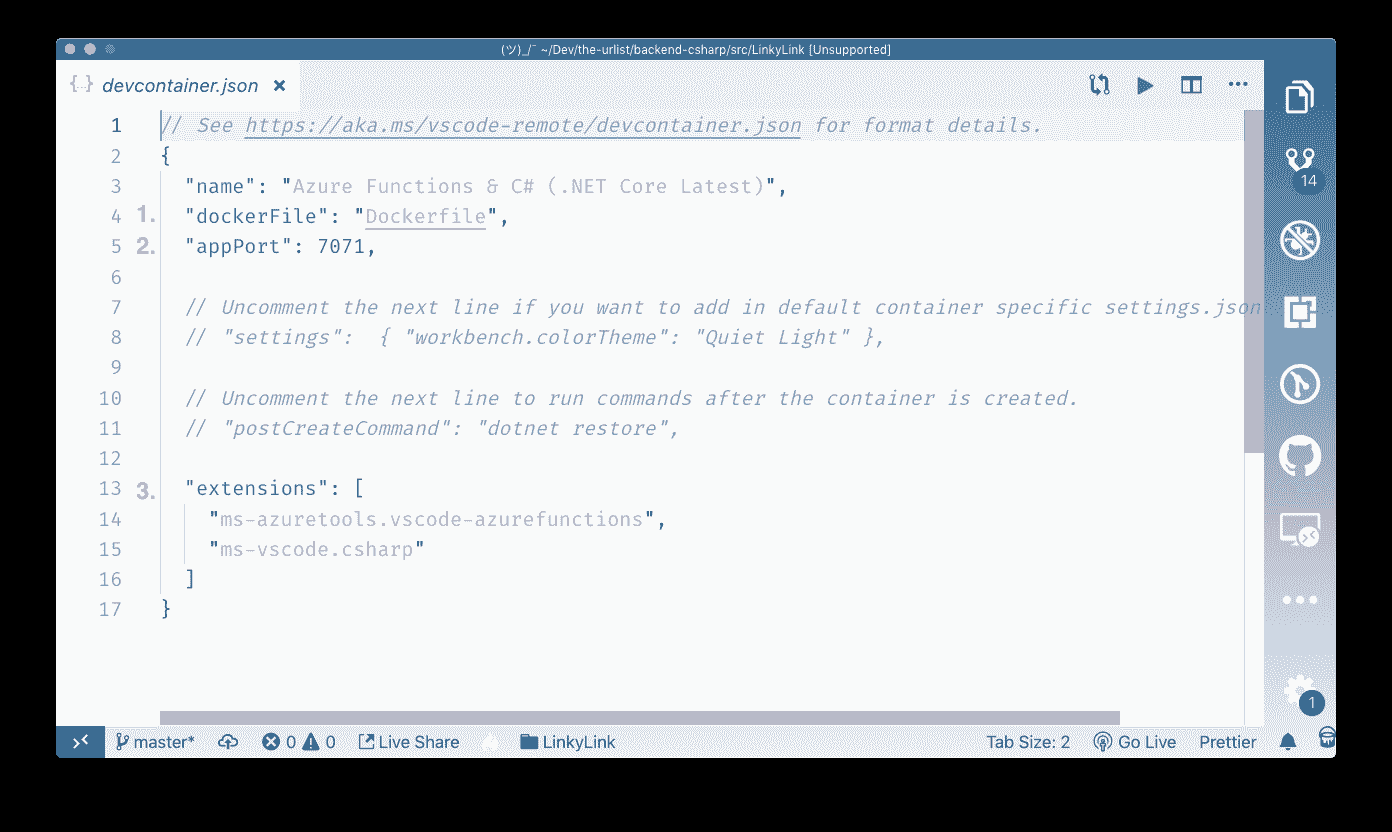 (ツ)_/¯ ~/Dev/the-urlist/backend-csharp/src/LinkyLink [Unsupported]
{..} devcontainer.json ×
1 // See https://aka.ms/vscode-remote/devcontainer.json for format details.
2 {
3 "name": "Azure Functions & C# (.NET Core Latest)",
4 1. "dockerFile": "Dockerfile",
5 2. "appPort": 7071,
6
7 // Uncomment the next line if you want to add in default container specific settings.json
8 // "settings":  { "workbench.colorTheme": "Quiet Light" },
9
10 // Uncomment the next line to run commands after the container is created.
11 // "postCreateCommand": "dotnet restore",
12
13 3. "extensions": [
14 "ms-azuretools.vscode-azurefunctions",
15 "ms-vscode.csharp"
16 ]
17 }
14
1
master* 0 0 Live Share LinkyLink Tab Size: 2 Go Live Prettier